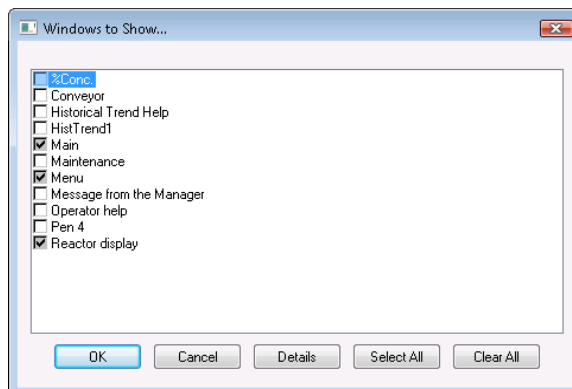 Windows to Show...
%Conc.
Conveyor
Historical Trend Help
HistTrend1
Main
Maintenance
Menu
Message from the Manager
Operator help
Pen 4
Reactor display
OK Cancel Details Select All Clear All